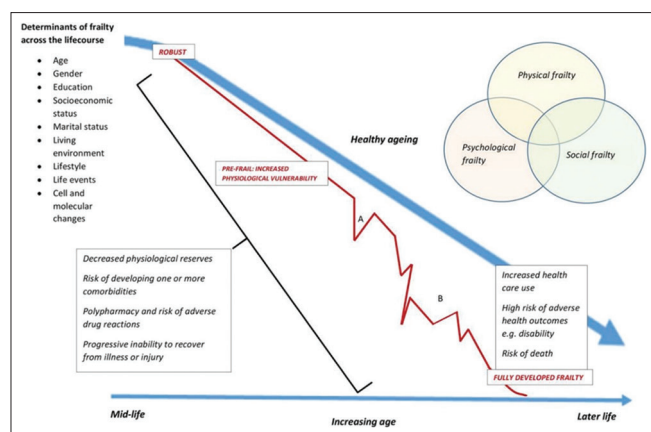 Determinants of frailty
across the lifecourse
• Age
• Gender
• Education
• Socioeconomic
status
• Marital status
• Living
environment
• Lifestyle
• Life events
• Cell and
molecular
changes
ROBUST
Healthy ageing
Physical frailty
Psychological
frailty
Social frailty
PRE-FRAIL: INCREASED
PHYSIOLOGICAL VULNERABILITY
A
B
Decreased physiological reserves
Risk of developing one or more
comorbidities
Polypharmacy and risk of adverse
drug reactions
Progressive inability to recover
from illness or injury
Increased health
care use
High risk of adverse
health outcomes
e.g. disability
Risk of death
FULLY DEVELOPED FRAILTY
Mid-life
Increasing age
Later life